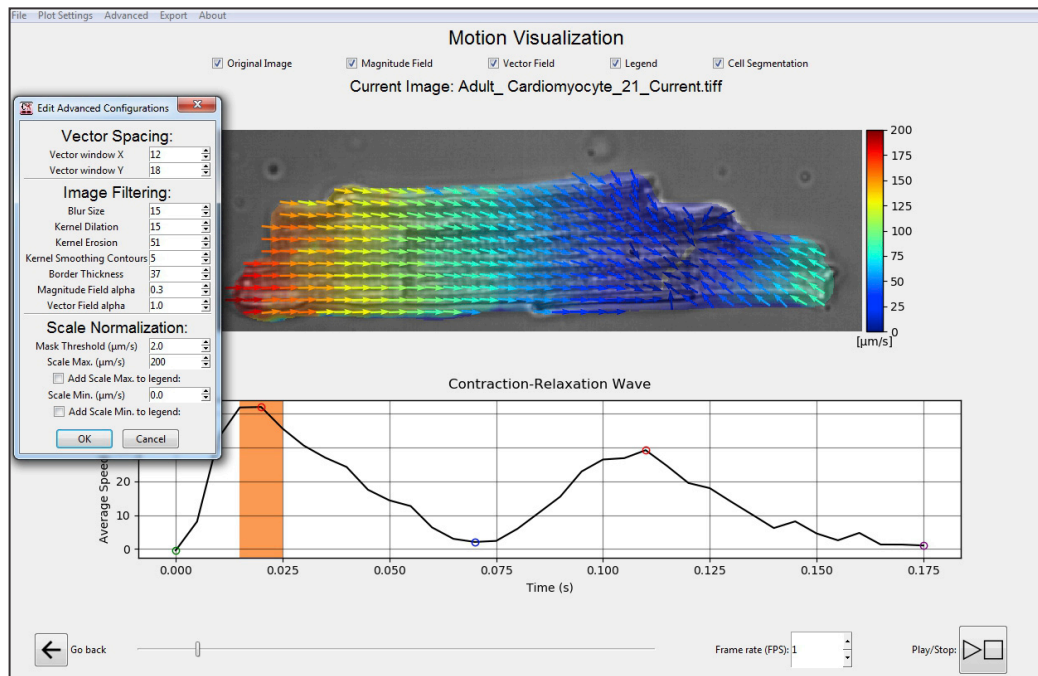 File Plot Settings Advanced Export About
Motion Visualization
Original Image Magnitude Field Vector Field Legend Cell Segmentation
Current Image: Adult_ Cardiomyocyte_21_Current.tiff
Edit Advanced Configurations
Vector Spacing:
Vector window X 12
Vector window Y 18
Image Filtering:
Blur Size 15
Kernel Dilation 15
Kernel Erosion 51
Kernel Smoothing Contours 5
Border Thickness 37
Magnitude Field alpha 0.3
Vector Field alpha 1.0
Scale Normalization:
Mask Threshold (μm/s) 2.0
Scale Max. (μm/s) 200
Add Scale Max. to legend:
Scale Min. (μm/s) 0.0
Add Scale Min. to legend:
OK Cancel
200
175
150
125
100
75
50
25
0
[μm/s]
Contraction-Relaxation Wave
Average Speed
20
10
0
0.000 0.025 0.050 0.075 0.100 0.125 0.150 0.175
Time (s)
Go back Frame rate (FPS): 1 Play/Stop: